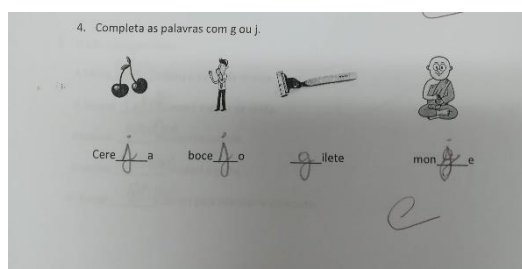 4. Completa as palavras com g ou j.
Cere j a boce j o g ilete mon g e
C